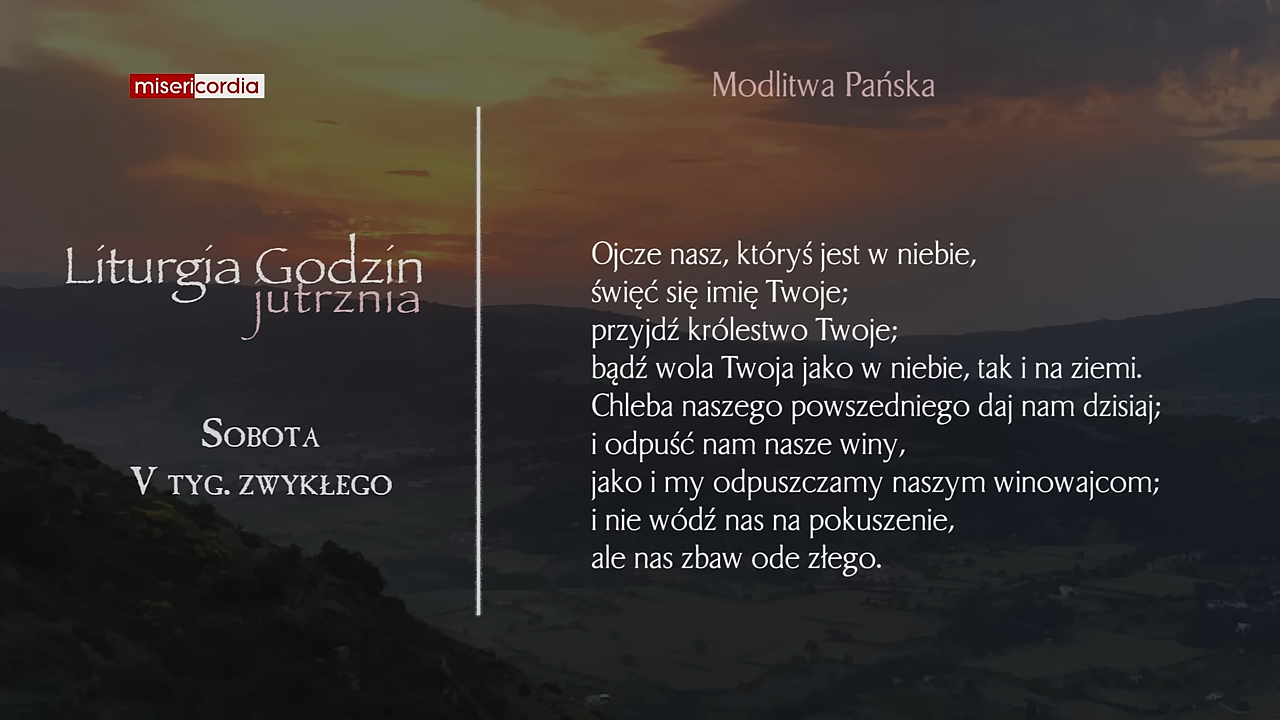 misericordia
Liturgia Godzin
jutrznia
Sobota
V tyg. zwykłego
Modlitwa Pańska
Ojcze nasz, któryś jest w niebie,
święć się imię Twoje;
przyjdź królestwo Twoje;
bądź wola Twoja jako w niebie, tak i na ziemi.
Chleba naszego powszedniego daj nam dzisiaj;
i odpuść nam nasze winy,
jako i my odpuszczamy naszym winowajcom;
i nie wódź nas na pokuszenie,
ale nas zbaw ode złego.